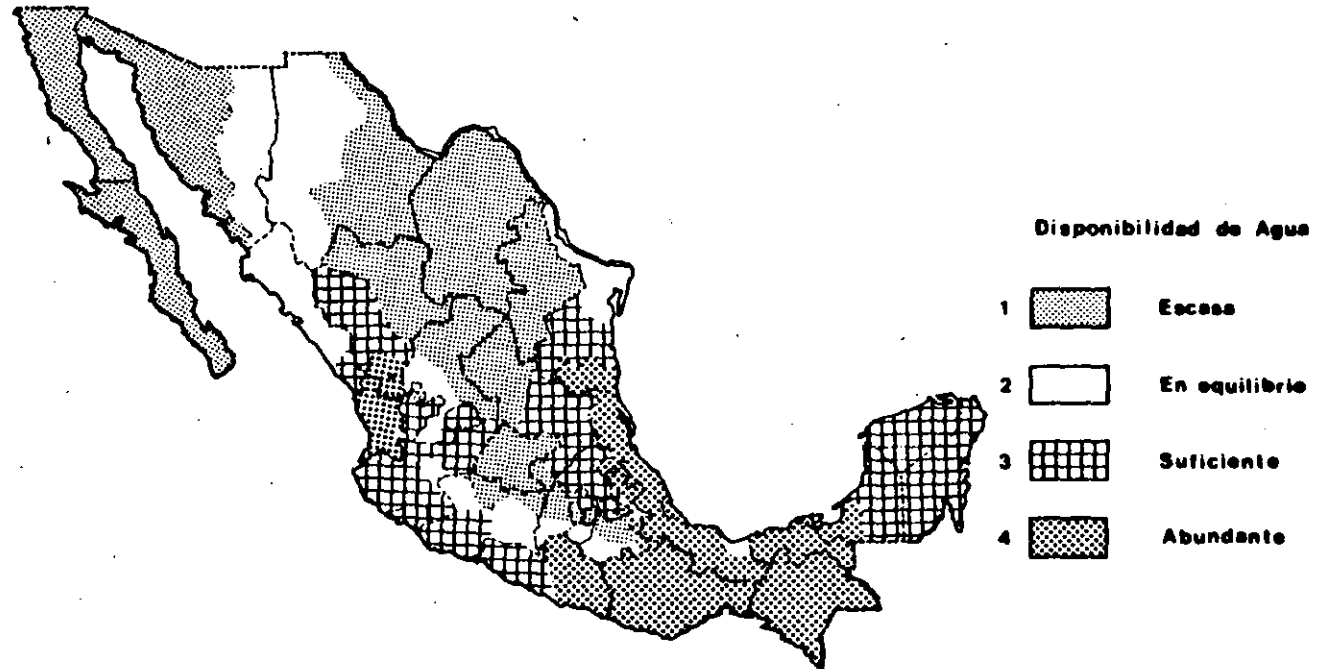 Disponibilidad de Agua
1 Escasa
2 En equilibrio
3 Suficiente
4 Abundante